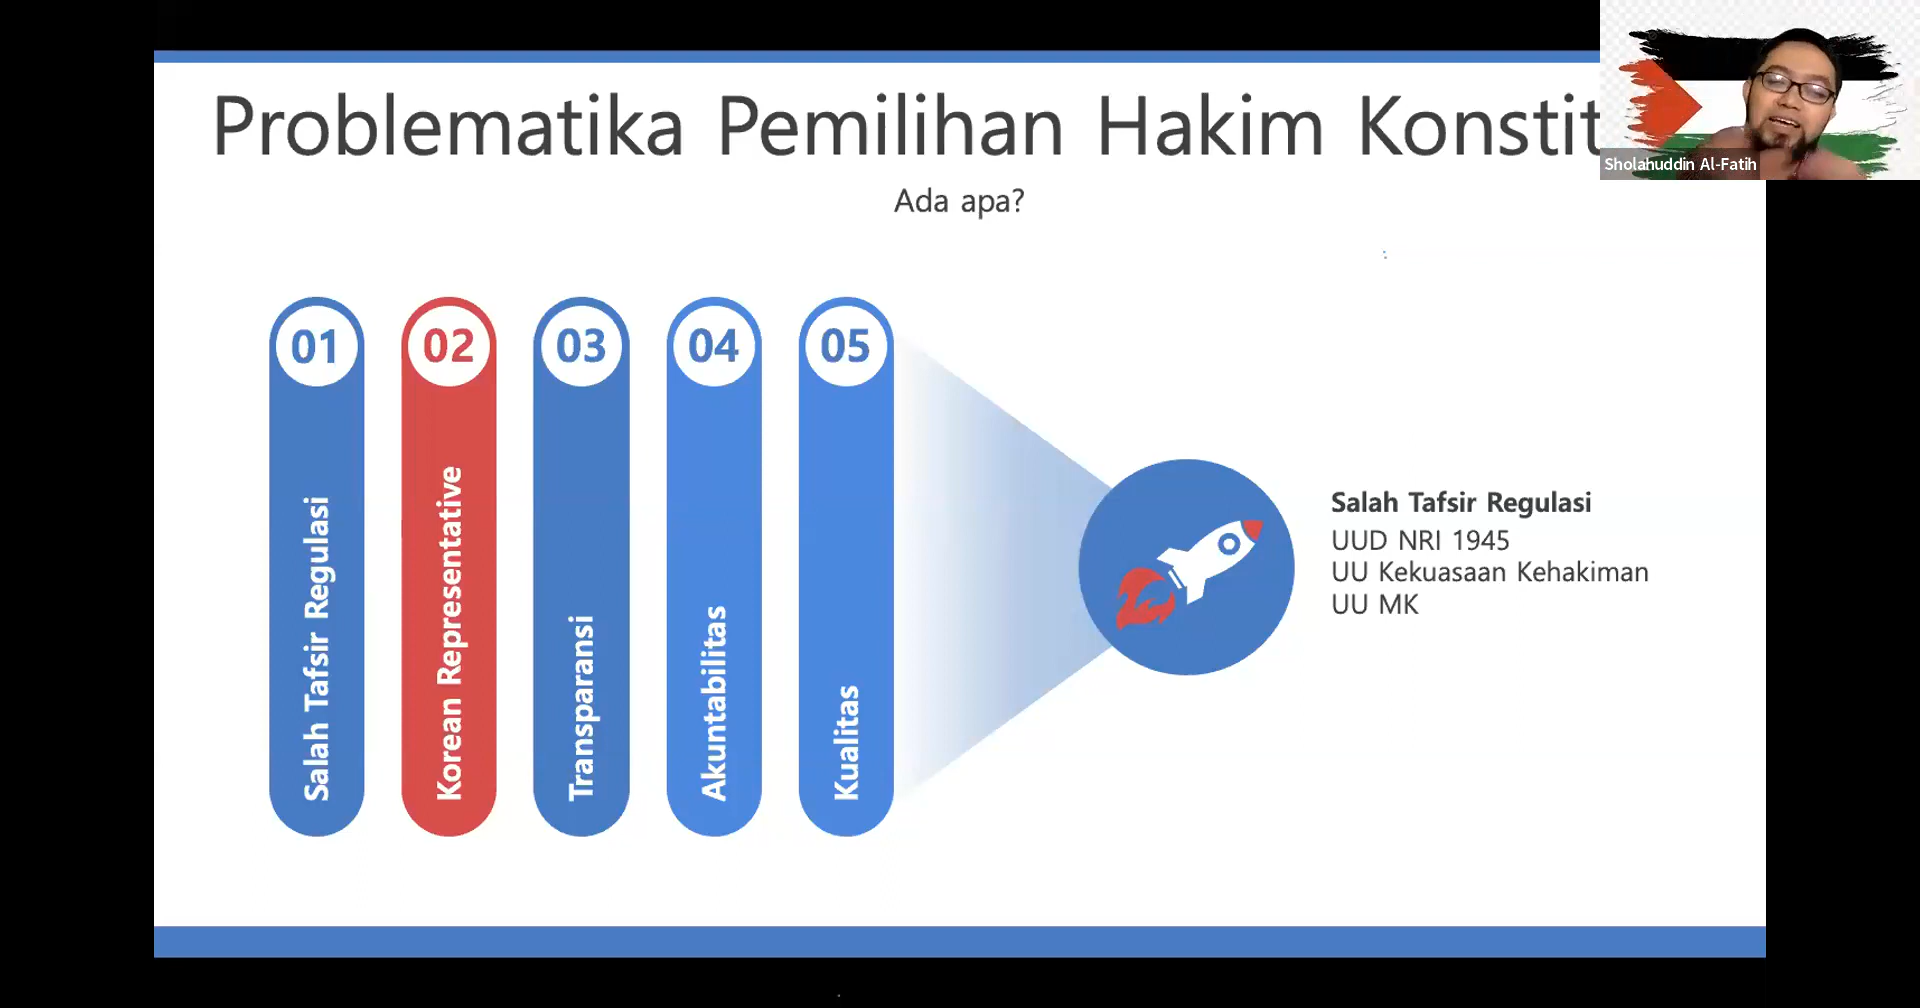 Problematika Pemilihan Hakim Konstit
Sholahuddin Al-Fatih
Ada apa?
01
Salah Tafsir Regulasi
02
Korean Representative
03
Transparansi
04
Akuntabilitas
05
Kualitas
Salah Tafsir Regulasi
UUD NRI 1945
UU Kekuasaan Kehakiman
UU MK